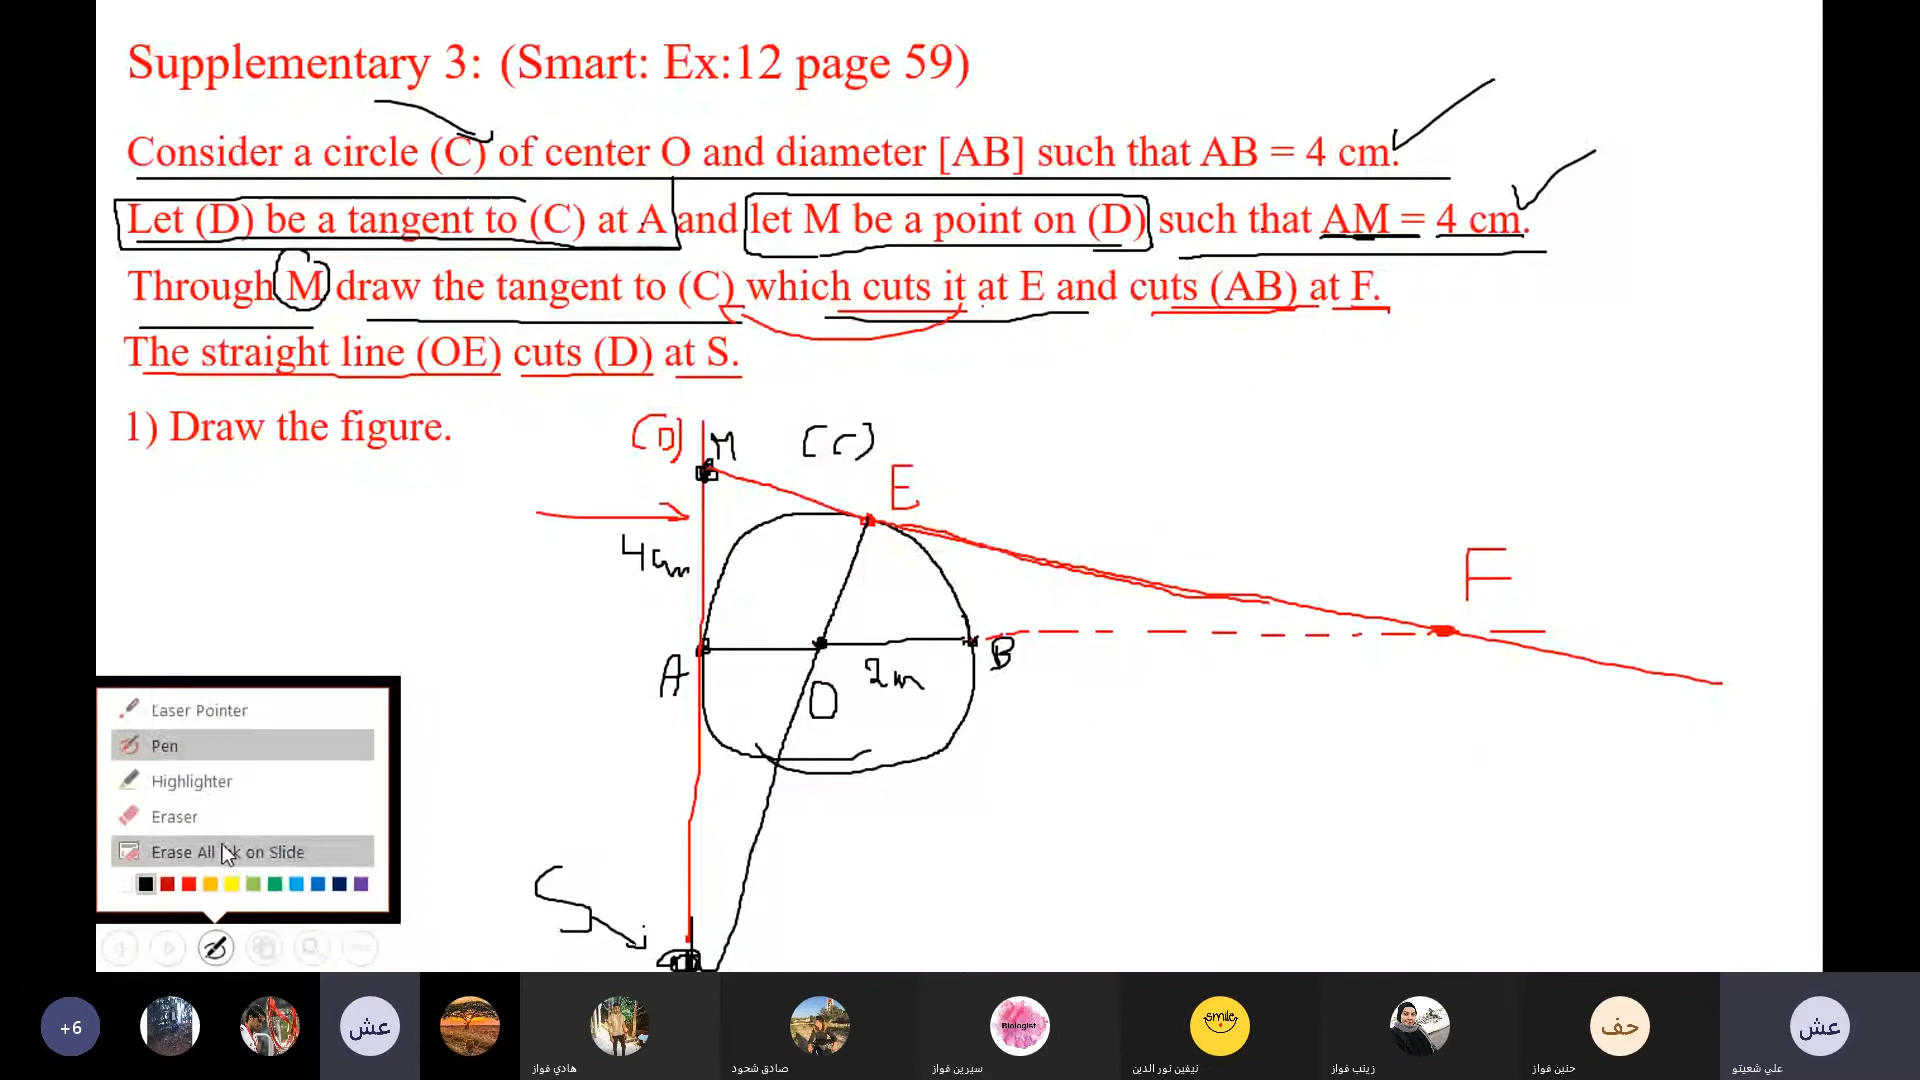 Supplementary 3: (Smart: Ex:12 page 59)
Consider a circle (C) of center O and diameter [AB] such that AB = 4 cm.
Let (D) be a tangent to (C) at A and let M be a point on (D) such that AM = 4 cm.
Through M draw the tangent to (C) which cuts it at E and cuts (AB) at F.
The straight line (OE) cuts (D) at S.
1) Draw the figure.
(D) M (C)
E
4cm
F
A
B
2m
O
S
Laser Pointer
Pen
Highlighter
Eraser
Erase All Ink on Slide
+6
عش
Biologist
smile
حف
عش
هادي فواز
صادق شحود
سيرين فواز
نيفين نور الدين
زينب فواز
حنين فواز
علي شعيتو